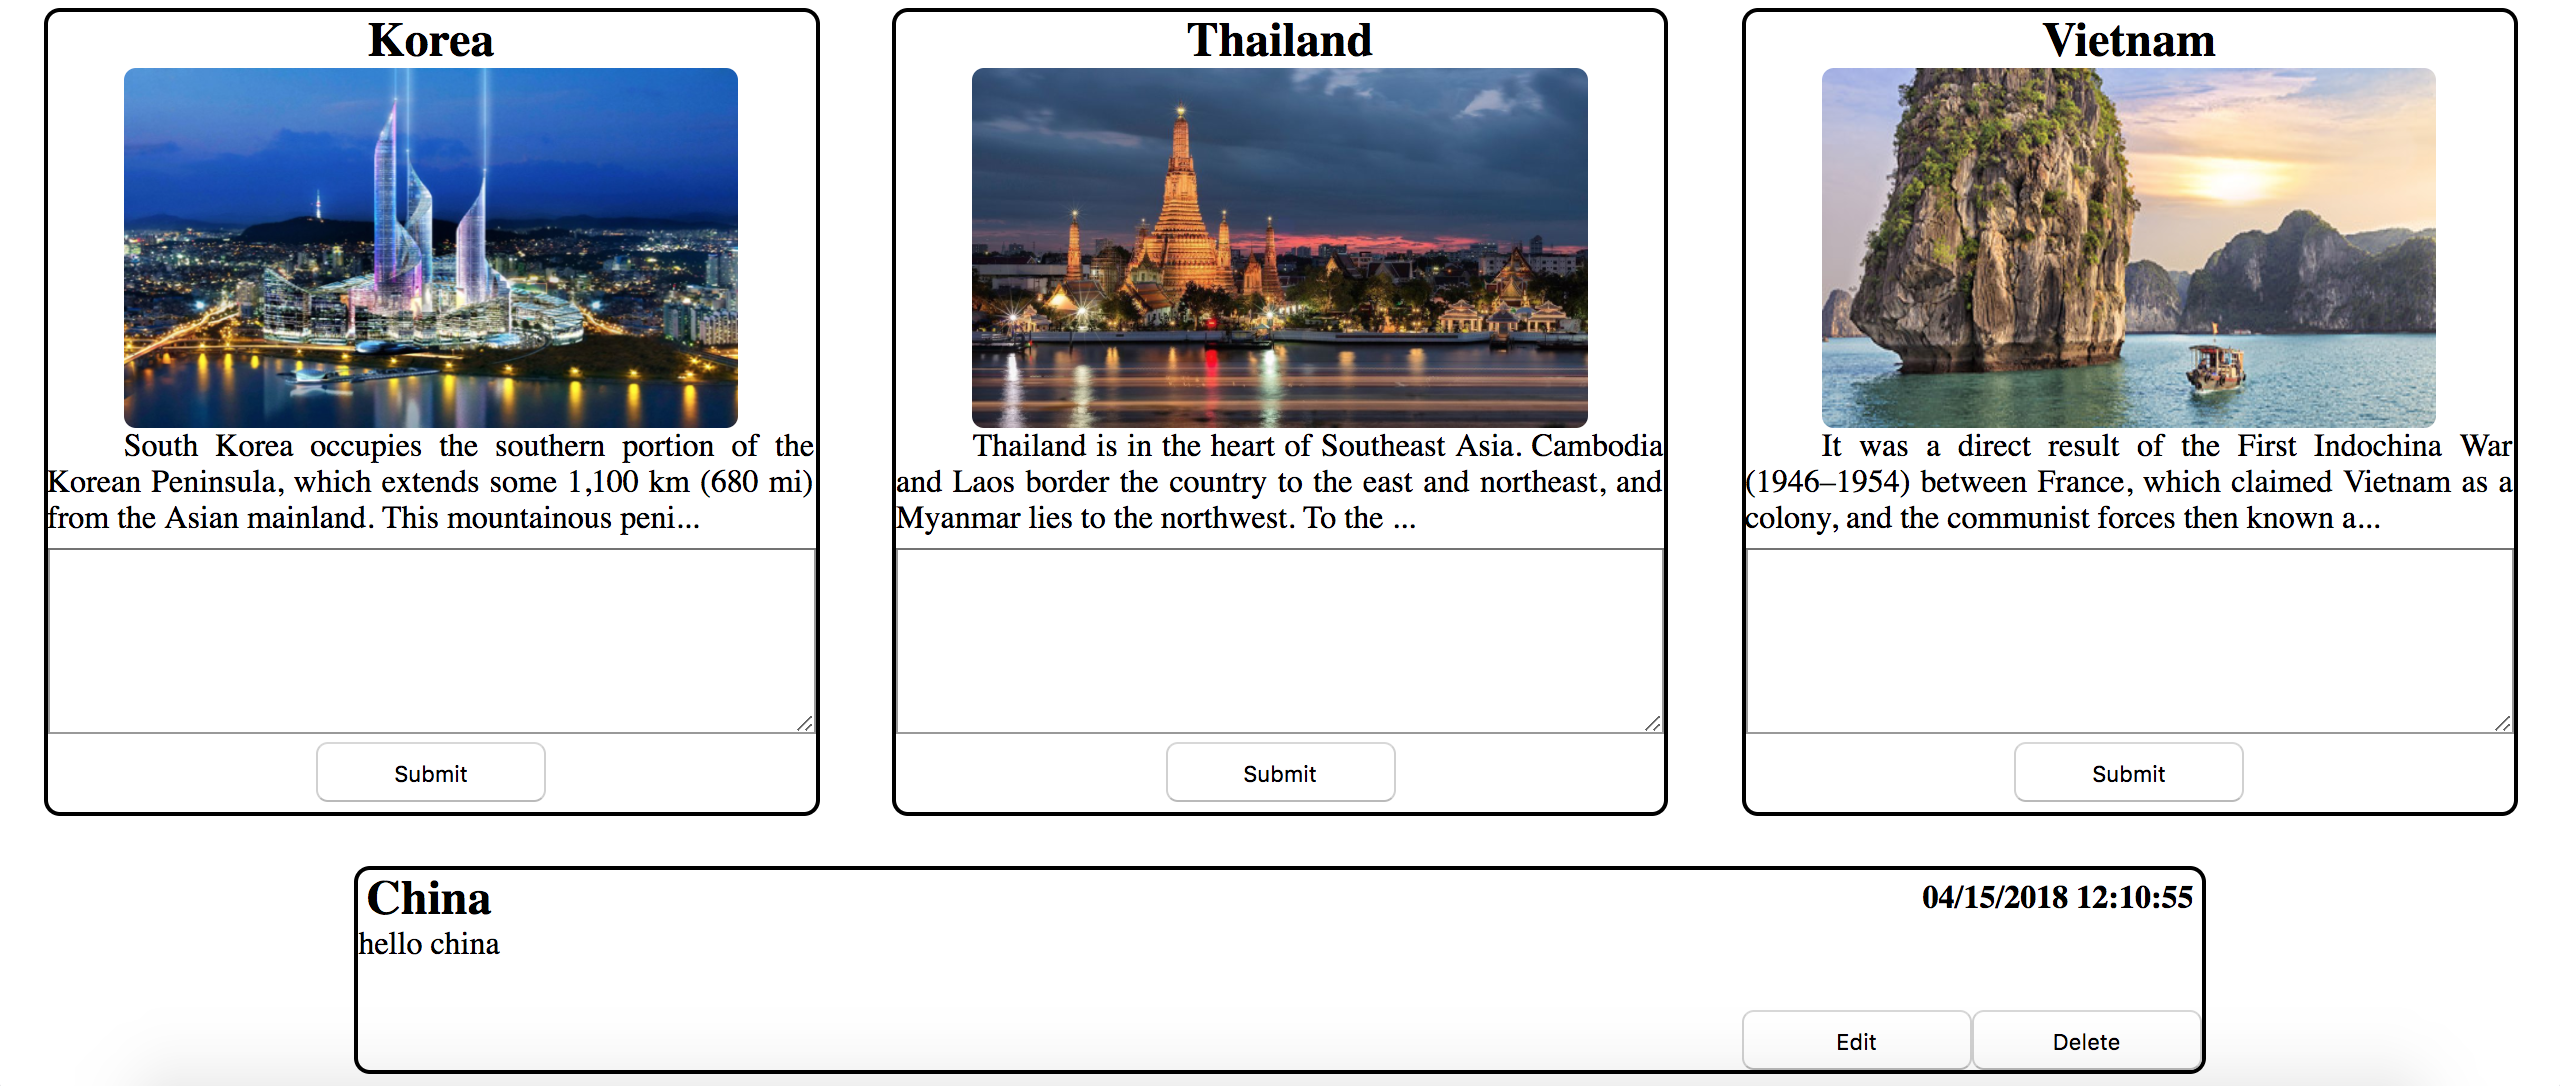 Korea
South Korea occupies the southern portion of the
Korean Peninsula, which extends some 1,100 km (680 mi)
from the Asian mainland. This mountainous peni...
Submit
Thailand
Thailand is in the heart of Southeast Asia. Cambodia
and Laos border the country to the east and northeast, and
Myanmar lies to the northwest. To the ...
Submit
Vietnam
It was a direct result of the First Indochina War
(1946–1954) between France, which claimed Vietnam as a
colony, and the communist forces then known a...
Submit
China
04/15/2018 12:10:55
hello china
Edit
Delete